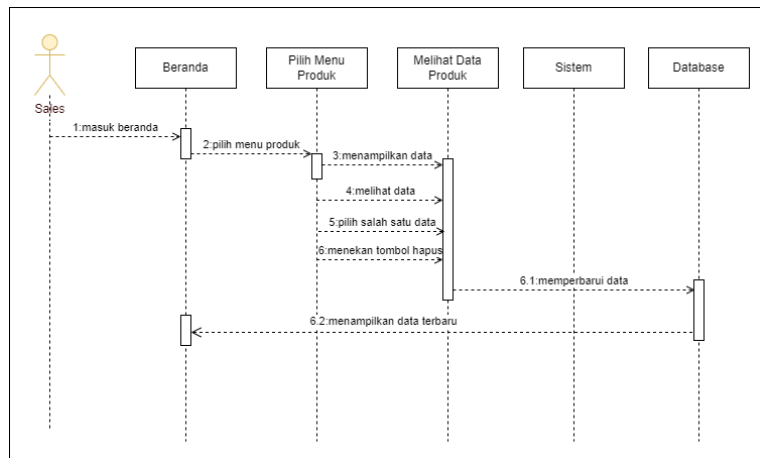 Beranda
Pilih Menu
Produk
Melihat Data
Produk
Sistem
Database
Sales
1:masuk beranda
2:pilih menu produk
3:menampilkan data
4:melihat data
5:pilih salah satu data
6:menekan tombol hapus
6.1:memperbarui data
6.2:menampilkan data terbaru